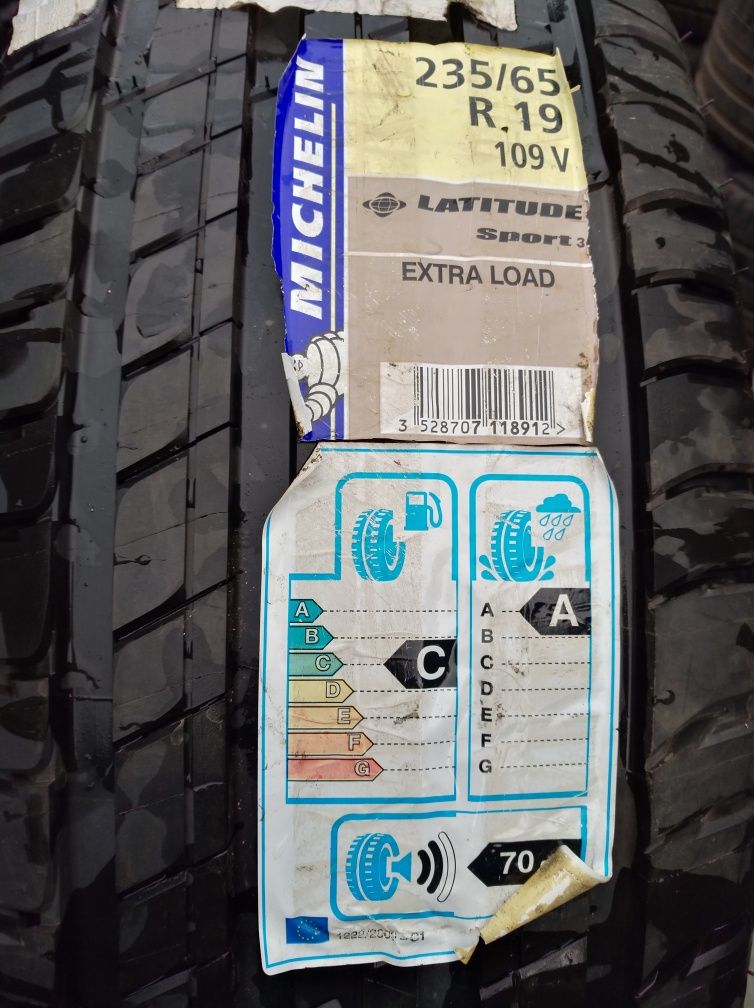 MICHELIN
235/65
R 19
109 V
LATITUDE
Sport 3
EXTRA LOAD
3 528707 118912 >
A
B
C
D
E
F
G
C
A
B
C
D
E
F
G
A
70